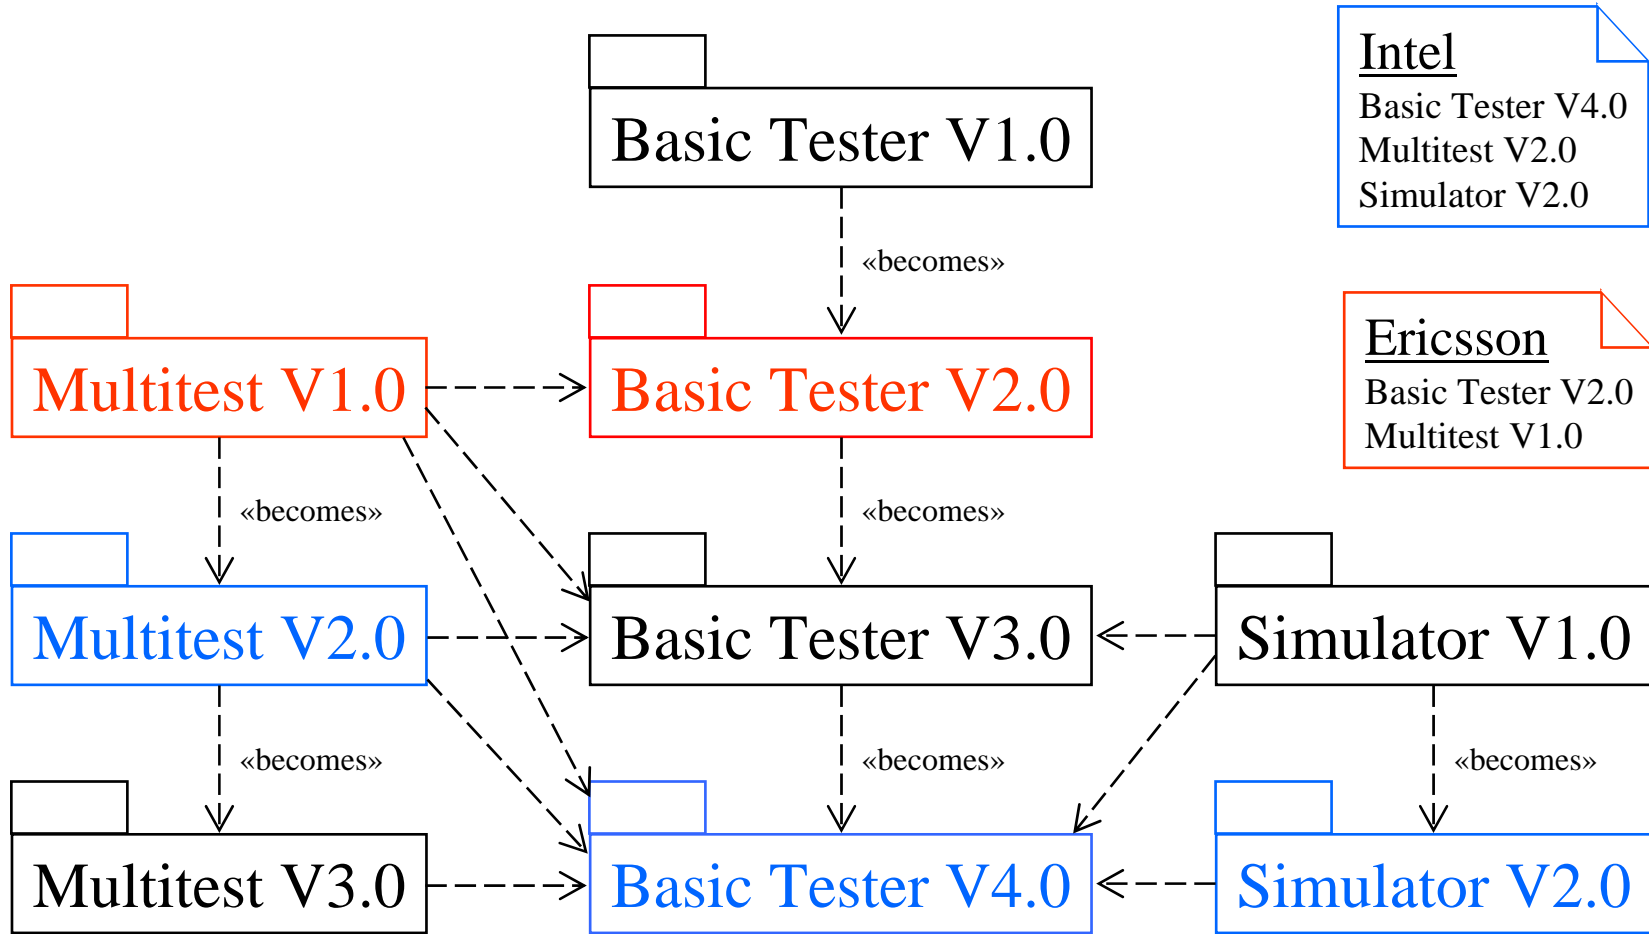 Basic Tester V1.0
Intel
Basic Tester V4.0
Multitest V2.0
Simulator V2.0
«becomes»
Multitest V1.0
Basic Tester V2.0
Ericsson
Basic Tester V2.0
Multitest V1.0
«becomes»
«becomes»
Multitest V2.0
Basic Tester V3.0
Simulator V1.0
«becomes»
«becomes»
«becomes»
Multitest V3.0
Basic Tester V4.0
Simulator V2.0